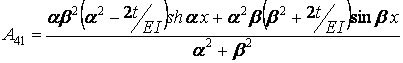 A₄₁ = (αβ²(α² − 2t/EI)sh αx + α²β(β² + 2t/EI)sin βx) / (α² + β²)